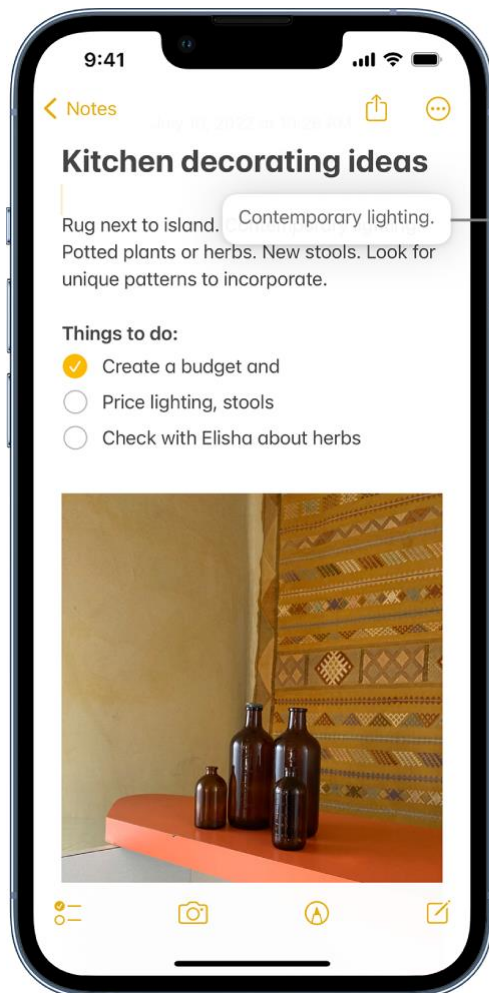 9:41
Notes
Kitchen decorating ideas
Contemporary lighting.
Rug next to island.
Potted plants or herbs. New stools. Look for
unique patterns to incorporate.
Things to do:
Create a budget and
Price lighting, stools
Check with Elisha about herbs